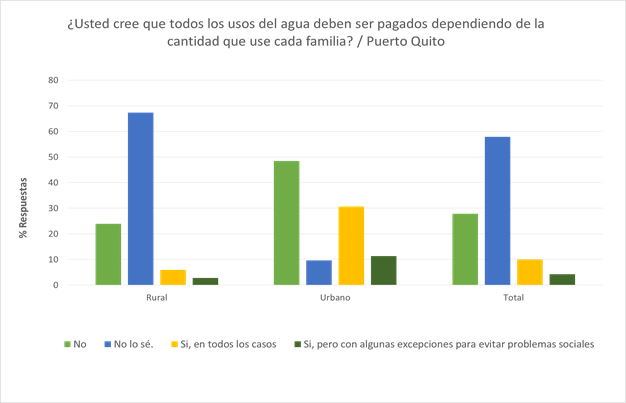 ¿Usted cree que todos los usos del agua deben ser pagados dependiendo de la
cantidad que use cada familia? / Puerto Quito
80
70
60
50
40
30
20
10
0
% Respuestas
Rural
Urbano
Total
No
No lo sé.
Si, en todos los casos
Si, pero con algunas excepciones para evitar problemas sociales